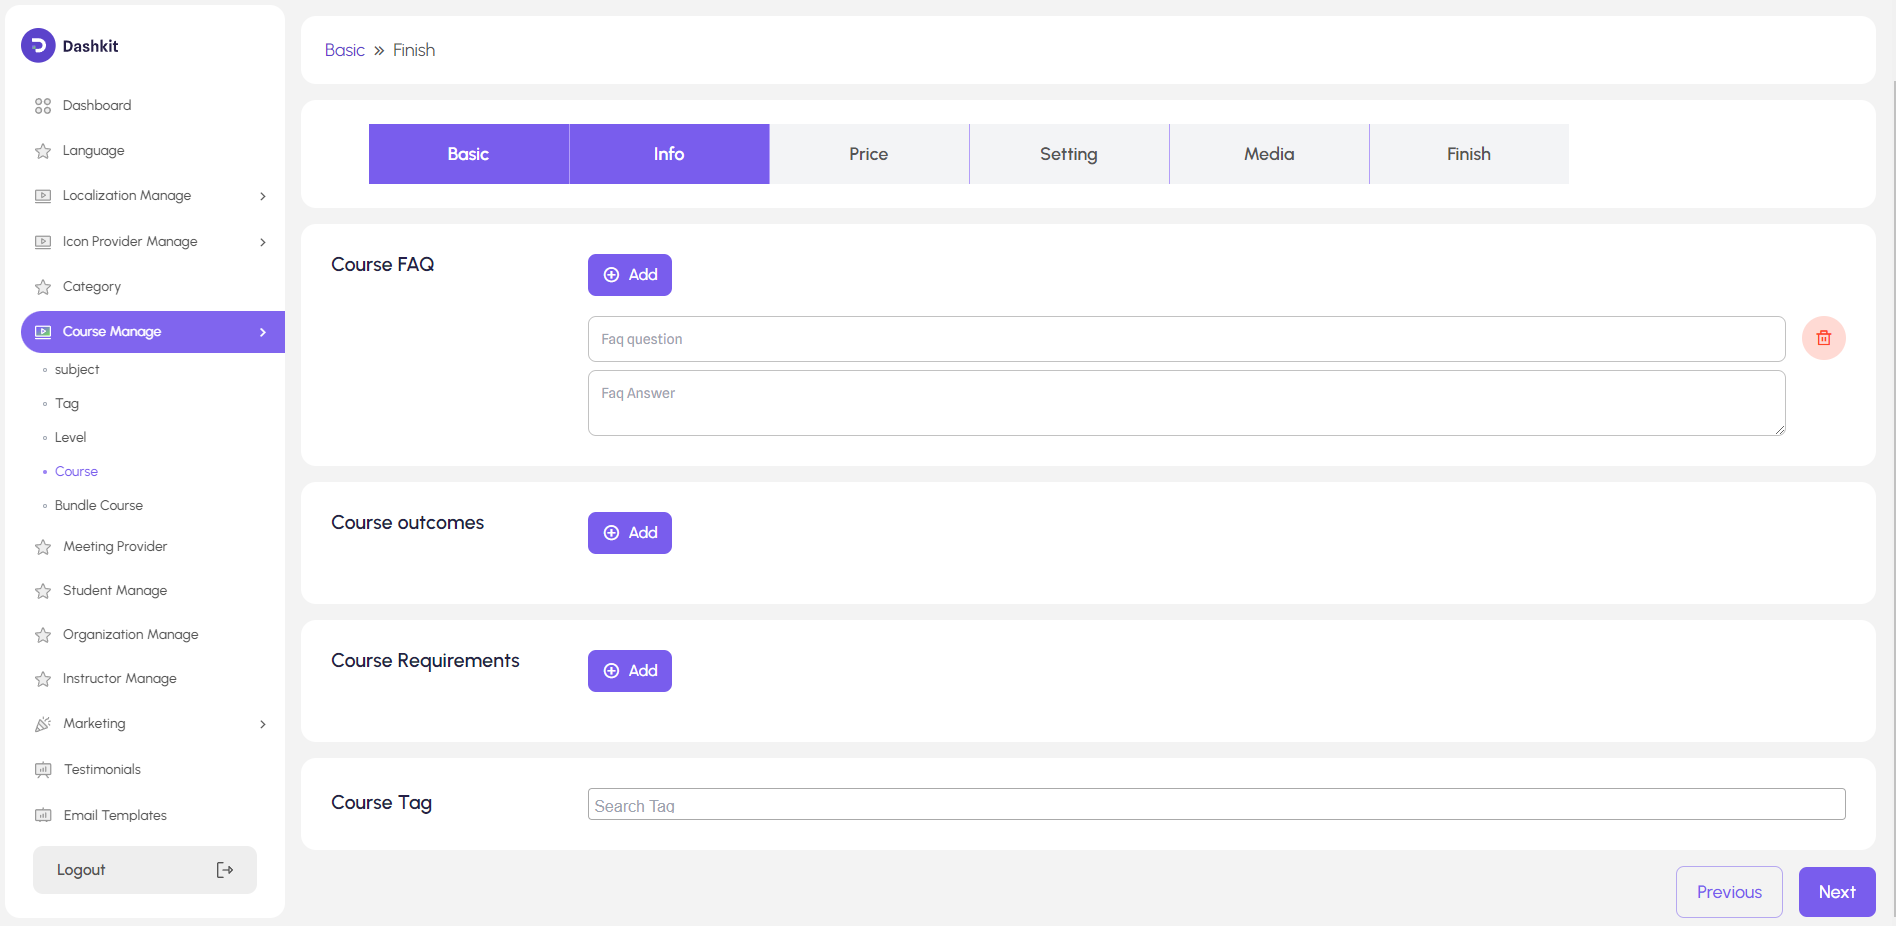 Dashkit
Dashboard
Language
Localization Manage
Icon Provider Manage
Category
Course Manage
subject
Tag
Level
Course
Bundle Course
Meeting Provider
Student Manage
Organization Manage
Instructor Manage
Marketing
Testimonials
Email Templates
Logout
Basic » Finish
Basic Info Price Setting Media Finish
Course FAQ
Add
Faq question
Faq Answer
Course outcomes
Add
Course Requirements
Add
Course Tag
Search Tag
Previous
Next